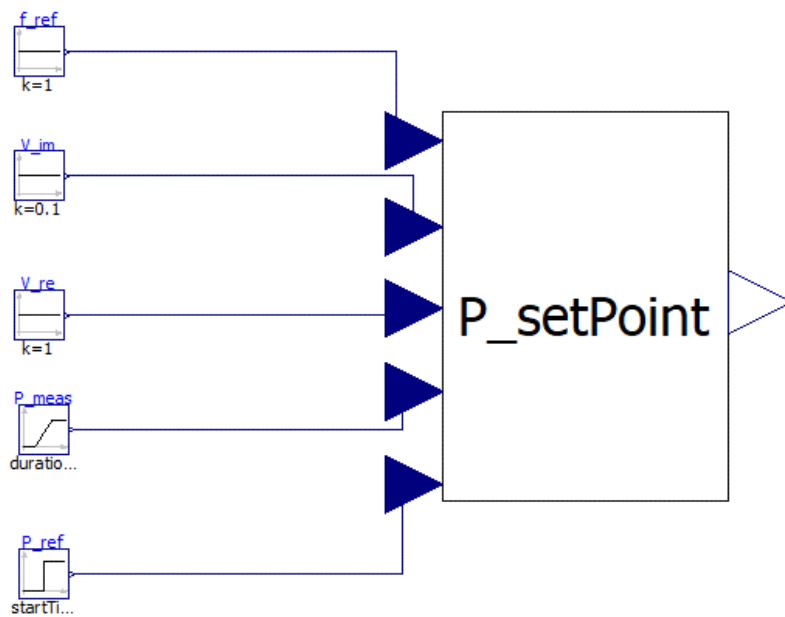 f_ref
k=1
V_im
k=0.1
V_re
k=1
P_setPoint
P_meas
duratio...
P_ref
startTi...